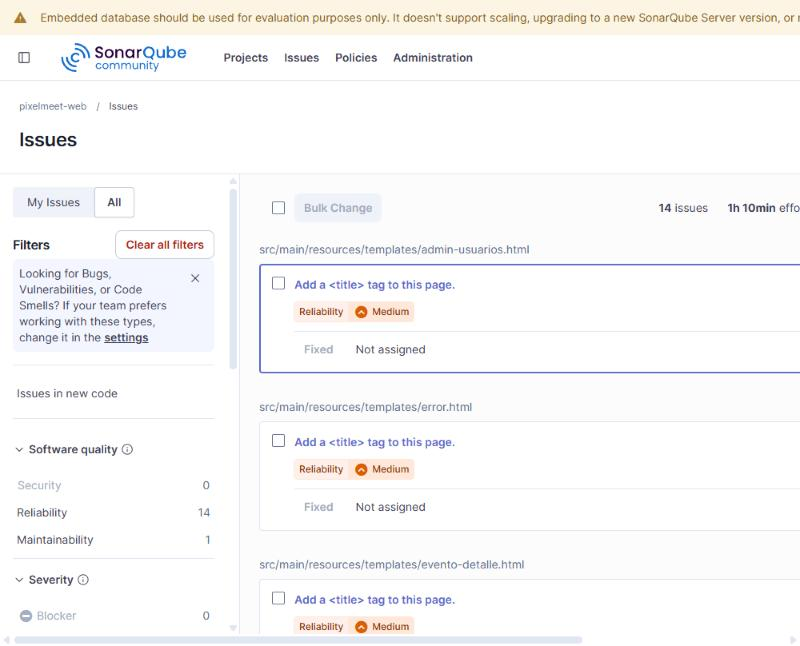 Embedded database should be used for evaluation purposes only. It doesn't support scaling, upgrading to a new SonarQube Server version, or
SonarQube
community
Projects Issues Policies Administration
pixelmeet-web / Issues
Issues
My Issues All
Bulk Change
14 issues 1h 10min effo
Filters Clear all filters
Looking for Bugs,
Vulnerabilities, or Code
Smells? If your team prefers
working with these types,
change it in the settings
Issues in new code
Software quality
Security 0
Reliability 14
Maintainability 1
Severity
Blocker 0
src/main/resources/templates/admin-usuarios.html
Add a <title> tag to this page.
Reliability Medium
Fixed Not assigned
src/main/resources/templates/error.html
Add a <title> tag to this page.
Reliability Medium
Fixed Not assigned
src/main/resources/templates/evento-detalle.html
Add a <title> tag to this page.
Reliability Medium